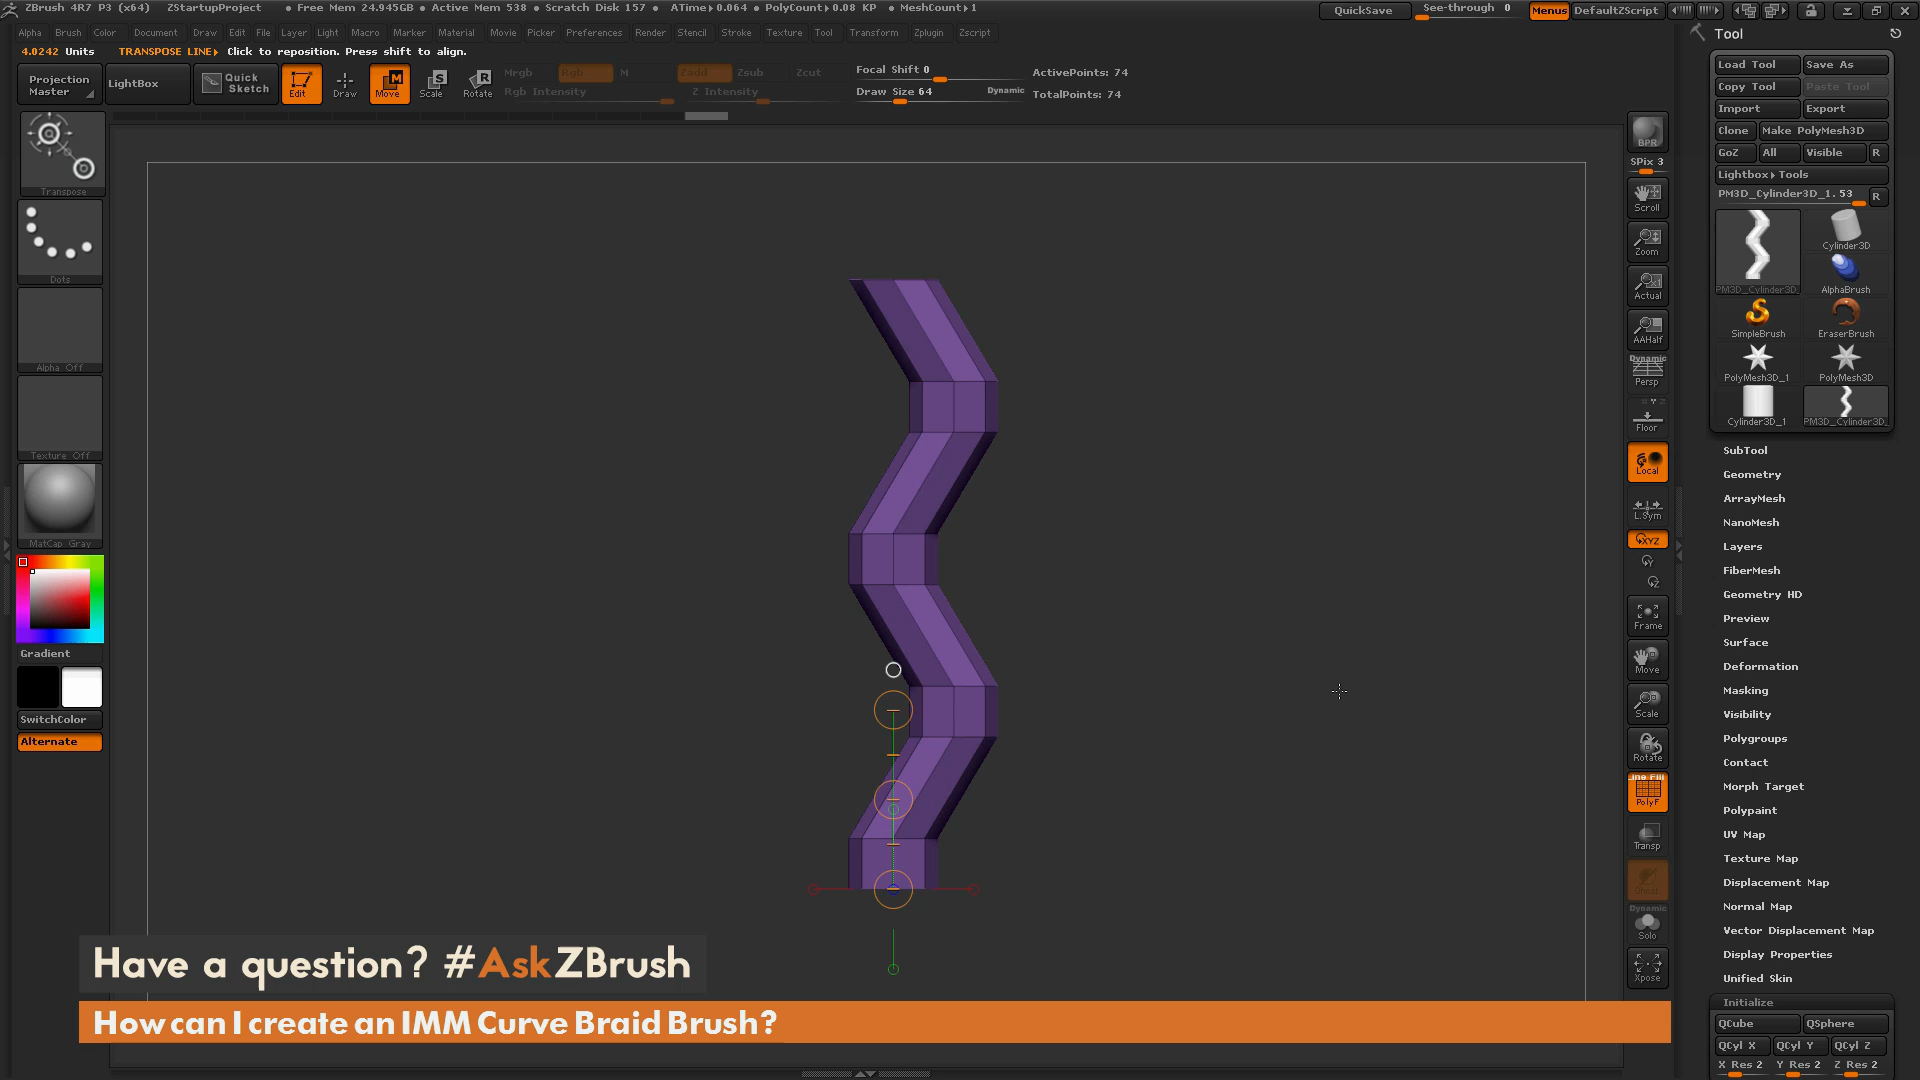 ZBrush 4R7 P3 (x64) ZStartupProject • Free Mem 24.945GB • Active Mem 538 • Scratch Disk 157 • ATime▸0.064 • PolyCount▸0.08 KP • MeshCount▸1 QuickSave See-through 0 Menus DefaultZScript
Alpha Brush Color Document Draw Edit File Layer Light Macro Marker Material Movie Picker Preferences Render Stencil Stroke Texture Tool Transform Zplugin Zscript
4.0242 Units TRANSPOSE LINE▸ Click to reposition. Press shift to align.
Projection Master
LightBox
Quick Sketch
Edit
Draw
Move
Scale
Rotate
Mrgb Rgb M
Rgb Intensity
Zadd Zsub Zcut
Z Intensity
Focal Shift 0
Draw Size 64 Dynamic
ActivePoints: 74
TotalPoints: 74
Transpose
Dots
Alpha Off
Texture Off
MatCap Gray
Gradient
SwitchColor
Alternate
BPR
SPix 3
Scroll
Zoom
Actual
AAHalf
Dynamic
Persp
Floor
Local
L.Sym
XYZ
Y
Z
Frame
Move
Scale
Rotate
Line Fill
PolyF
Transp
Ghost
Dynamic
Solo
Xpose
Tool
Load Tool Save As
Copy Tool Paste Tool
Import Export
Clone Make PolyMesh3D
GoZ All Visible R
Lightbox▸Tools
PM3D_Cylinder3D_1. 53 R
PM3D_Cylinder3D_
Cylinder3D
AlphaBrush
SimpleBrush EraserBrush
PolyMesh3D_1 PolyMesh3D
Cylinder3D_1 PM3D_Cylinder3D_
SubTool
Geometry
ArrayMesh
NanoMesh
Layers
FiberMesh
Geometry HD
Preview
Surface
Deformation
Masking
Visibility
Polygroups
Contact
Morph Target
Polypaint
UV Map
Texture Map
Displacement Map
Normal Map
Vector Displacement Map
Display Properties
Unified Skin
Initialize
QCube QSphere
QCyl X QCyl Y QCyl Z
X Res 2 Y Res 2 Z Res 2
Have a question? #AskZBrush
How can I create an IMM Curve Braid Brush?